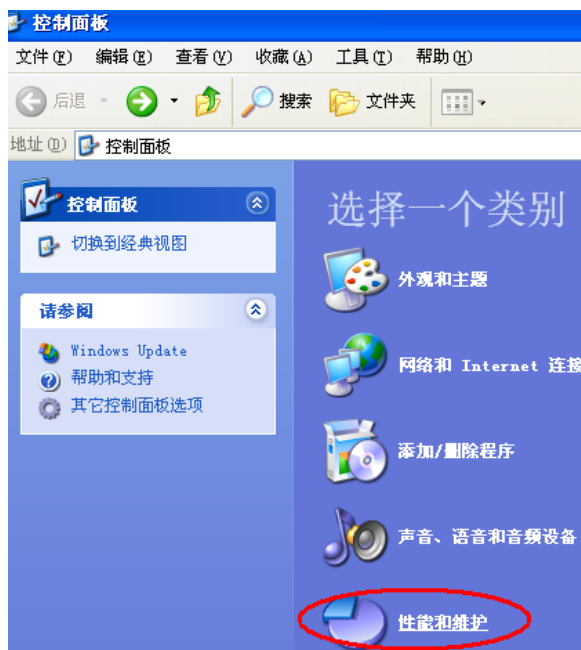 控制面板
文件(F) 编辑(E) 查看(V) 收藏(A) 工具(T) 帮助(H)
后退 搜索 文件夹
地址(D) 控制面板
控制面板
切换到经典视图
请参阅
Windows Update
帮助和支持
其它控制面板选项
选择一个类别
外观和主题
网络和 Internet 连接
添加/删除程序
声音、语音和音频设备
性能和维护